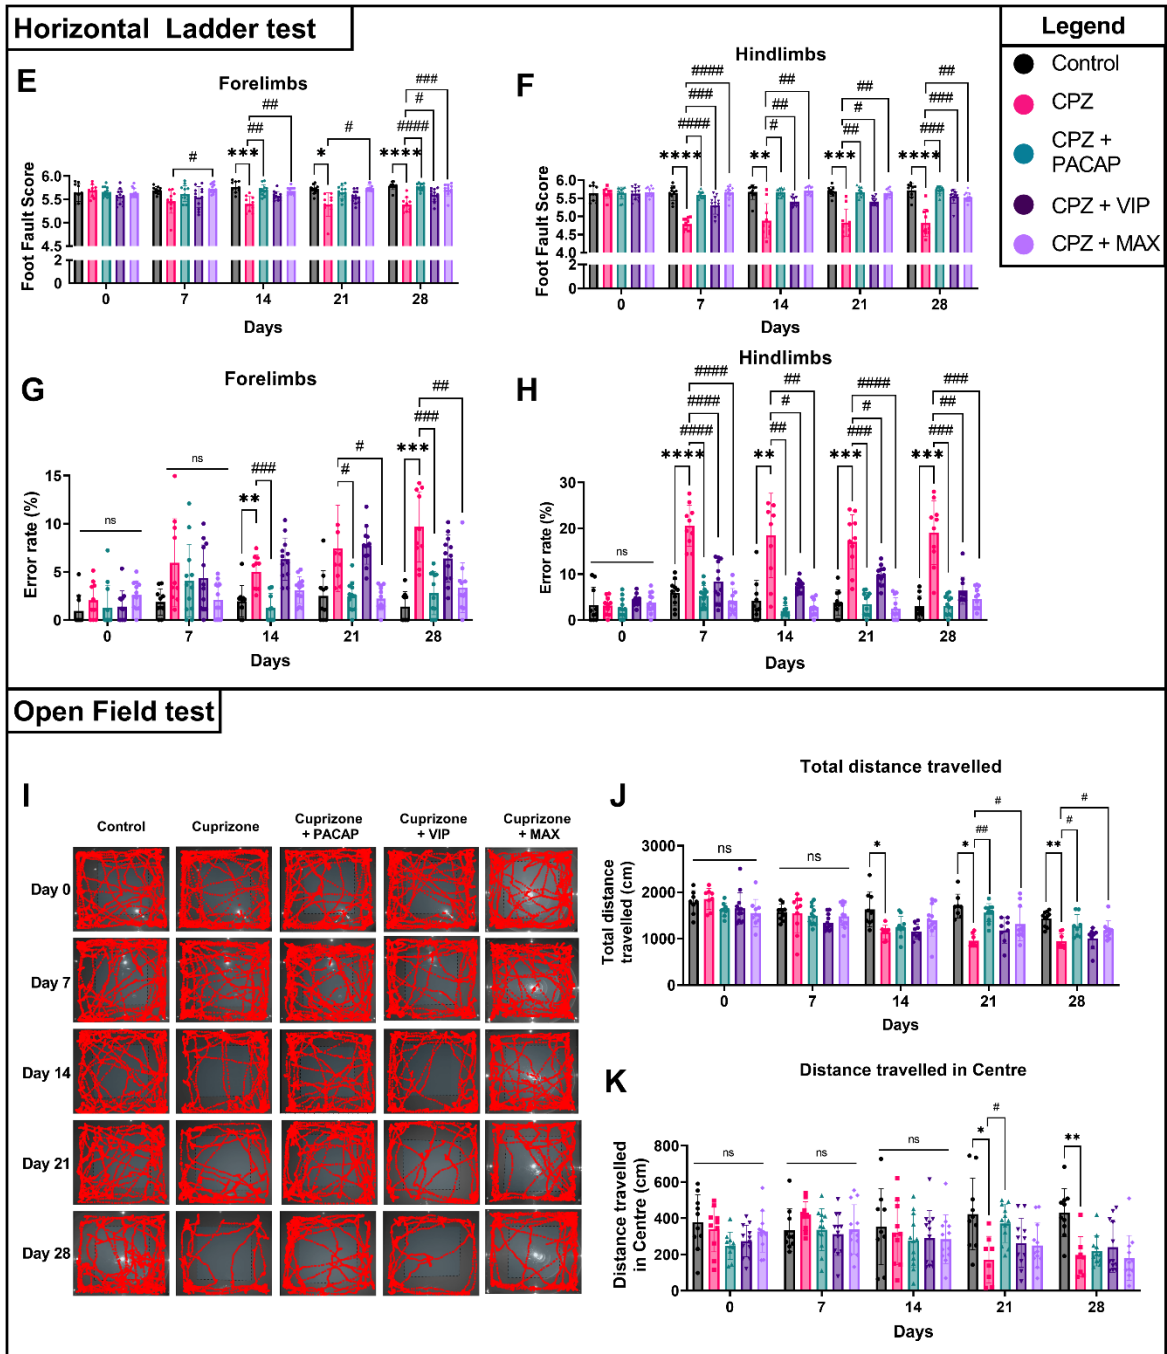 Horizontal Ladder test
Legend
Control
CPZ
CPZ +
PACAP
CPZ + VIP
CPZ + MAX
E
Forelimbs
###
#
####
##
##
#
#
***
*
****
Foot Fault Score
6.0
5.5
5.0
4.5
2
0
0
7
14
21
28
Days
F
Hindlimbs
####
###
####
****
##
##
#
**
##
#
##
***
##
###
###
****
Foot Fault Score
6.0
5.5
5.0
4.5
4.0
2
0
0
7
14
21
28
Days
G
Forelimbs
ns
ns
###
**
#
#
##
###
***
Error rate (%)
15
10
5
0
0
7
14
21
28
Days
H
Hindlimbs
ns
####
####
####
****
##
#
##
**
####
#
###
***
###
##
###
***
Error rate (%)
30
20
10
0
0
7
14
21
28
Days
Open Field test
I
Control
Cuprizone
Cuprizone
+ PACAP
Cuprizone
+ VIP
Cuprizone
+ MAX
Day 0
Day 7
Day 14
Day 21
Day 28
J
Total distance travelled
ns
ns
*
#
##
*
#
#
**
Total distance
travelled (cm)
3000
2000
1000
0
0
7
14
21
28
Days
K
Distance travelled in Centre
ns
ns
ns
#
*
**
Distance travelled
in Centre (cm)
800
600
400
200
0
0
7
14
21
28
Days